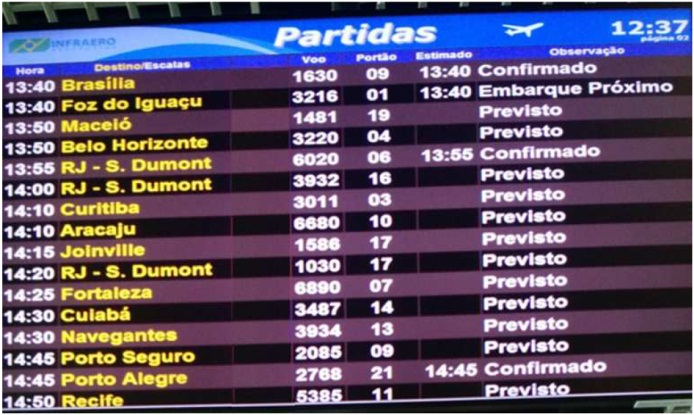 INFRAERO Partidas 12:37
página 02
Hora Destino/Escalas Voo Portão Estimado Observação
13:40 Brasília 1630 09 13:40 Confirmado
13:40 Foz do Iguaçu 3216 01 13:40 Embarque Próximo
13:50 Maceió 1481 19 Previsto
13:50 Belo Horizonte 3220 04 Previsto
13:55 RJ - S. Dumont 6020 06 13:55 Confirmado
14:00 RJ - S. Dumont 3932 16 Previsto
14:10 Curitiba 3011 03 Previsto
14:10 Aracaju 6680 10 Previsto
14:15 Joinville 1586 17 Previsto
14:20 RJ - S. Dumont 1030 17 Previsto
14:25 Fortaleza 6890 07 Previsto
14:30 Cuiabá 3487 14 Previsto
14:30 Navegantes 3934 13 Previsto
14:45 Porto Seguro 2085 09 Previsto
14:45 Porto Alegre 2768 21 14:45 Confirmado
14:50 Recife 5385 11 Previsto